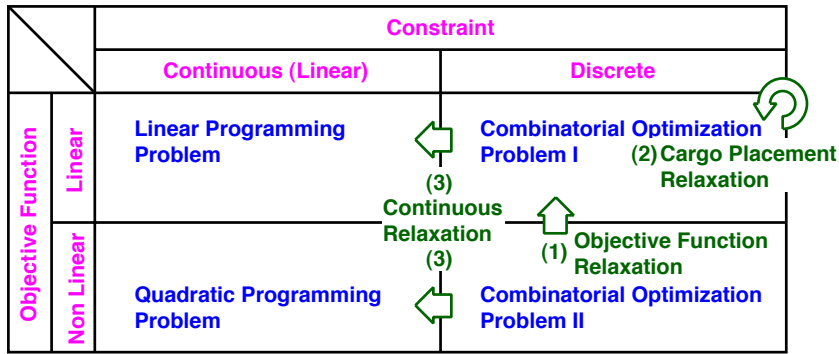 Constraint
Continuous (Linear)
Discrete
Objective Function
Linear
Linear Programming
Problem
Combinatorial Optimization
Problem I
(2) Cargo Placement
Relaxation
(3)
Continuous
Relaxation
(3)
(1) Objective Function
Relaxation
Non Linear
Quadratic Programming
Problem
Combinatorial Optimization
Problem II